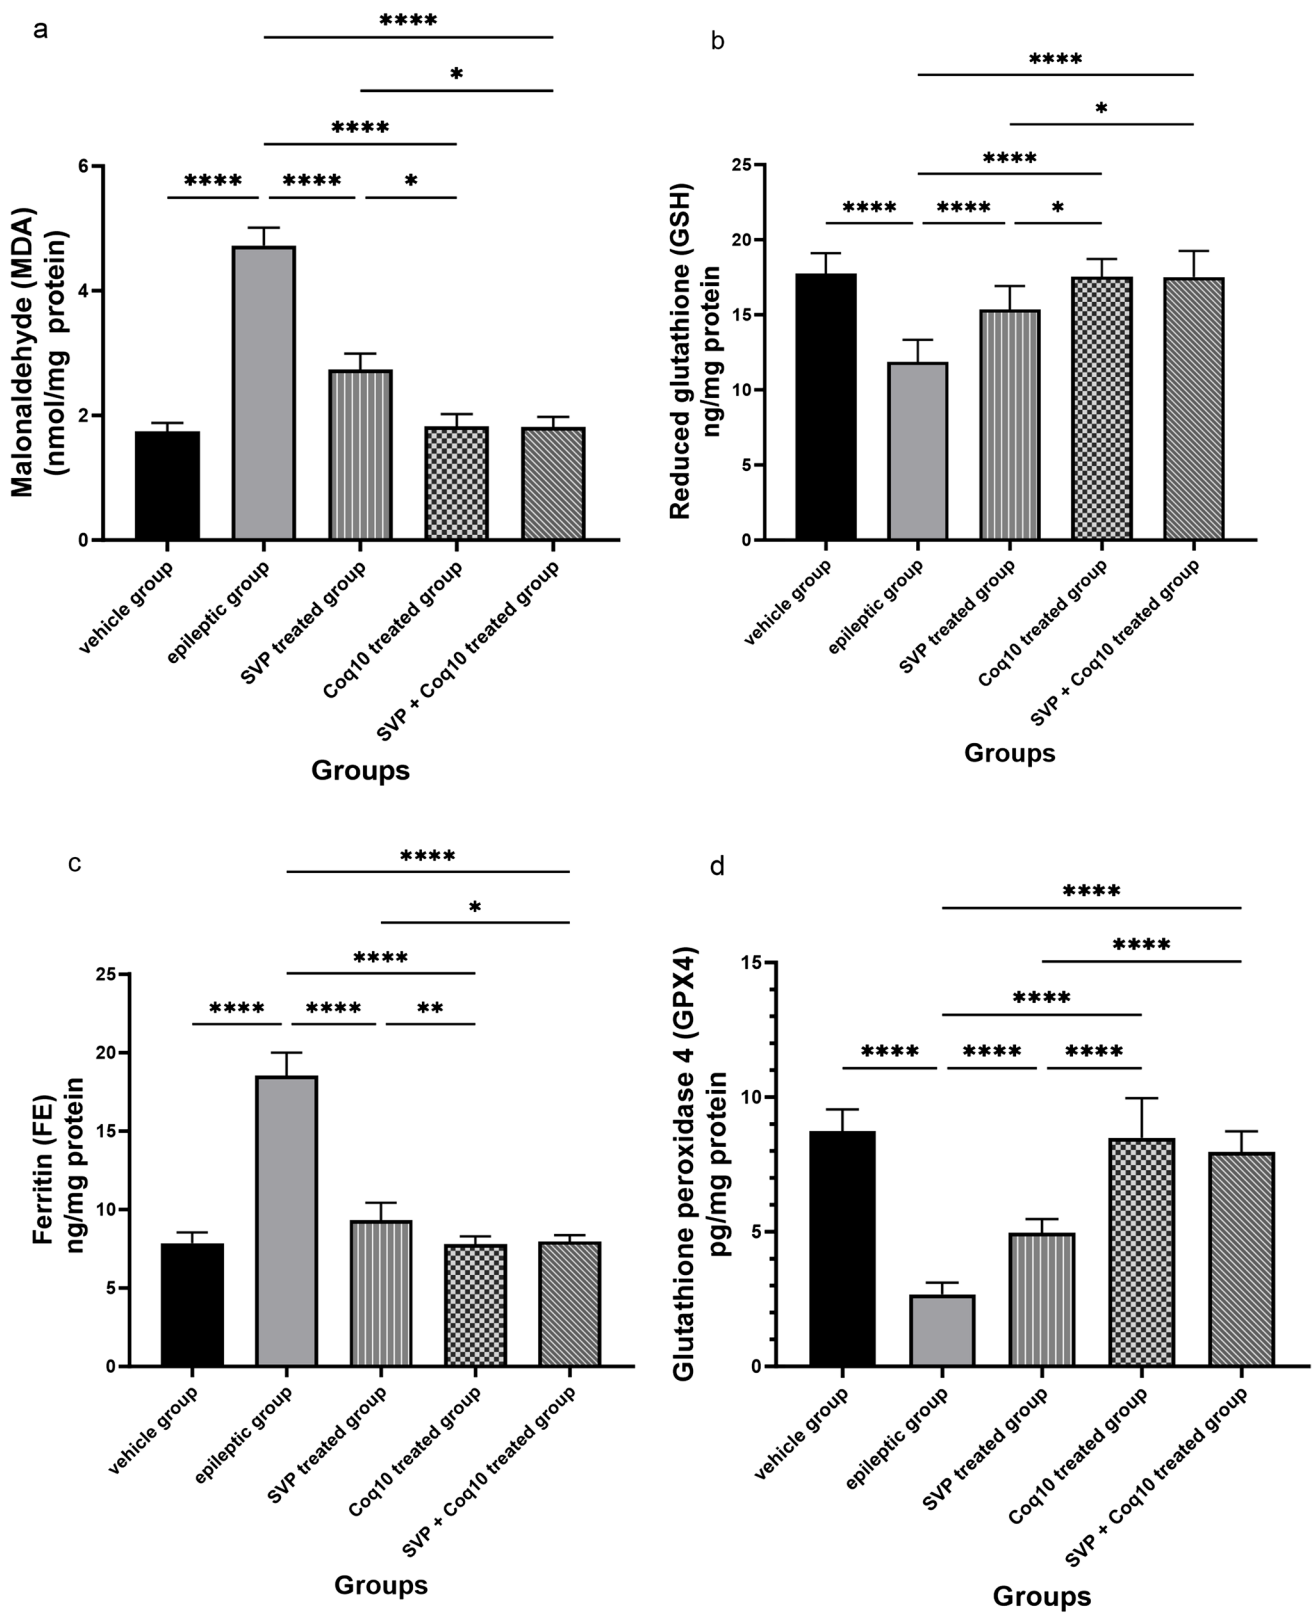 a
****
*
****
**** **** *
6
4
2
0
Malonaldehyde (MDA)
(nmol/mg protein)
vehicle group
epileptic group
SVP treated group
Coq10 treated group
SVP + Coq10 treated group
Groups
b
****
*
****
**** **** *
25
20
15
10
5
0
Reduced glutathione (GSH)
ng/mg protein
vehicle group
epileptic group
SVP treated group
Coq10 treated group
SVP + Coq10 treated group
Groups
c
****
*
****
**** **** **
25
20
15
10
5
0
Ferritin (FE)
ng/mg protein
vehicle group
epileptic group
SVP treated group
Coq10 treated group
SVP + Coq10 treated group
Groups
d
****
****
****
**** **** ****
15
10
5
0
Glutathione peroxidase 4 (GPX4)
pg/mg protein
vehicle group
epileptic group
SVP treated group
Coq10 treated group
SVP + Coq10 treated group
Groups